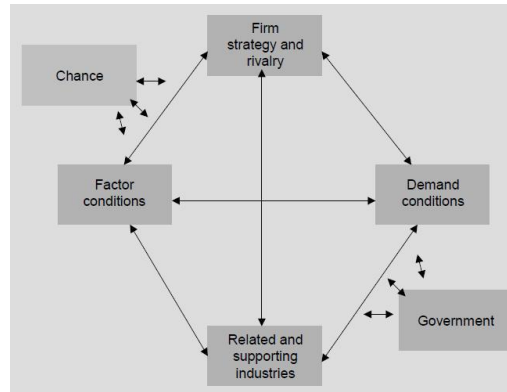 Firm
strategy and
rivalry
Chance
Factor
conditions
Demand
conditions
Government
Related and
supporting
industries